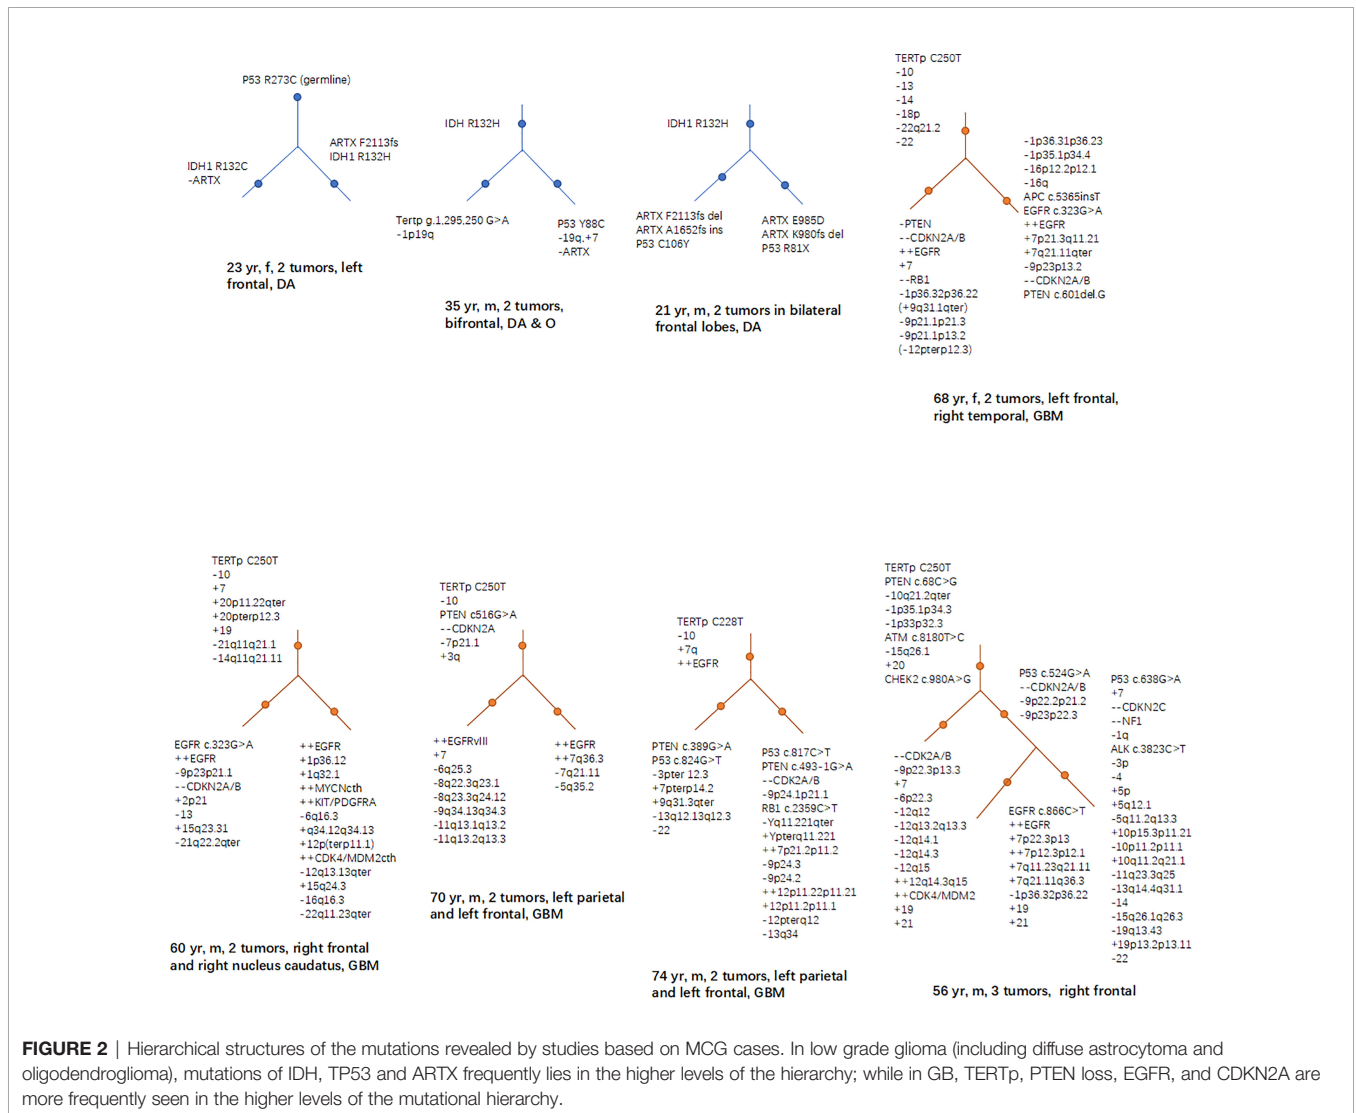 P53 R273C (germline)
IDH1 R132C
-ARTX
ARTX F2113fs
IDH1 R132H
23 yr, f, 2 tumors, left
frontal, DA
IDH R132H
Tertp g.1,295,250 G>A
-1p19q
P53 Y88C
-19q,+7
-ARTX
35 yr, m, 2 tumors,
bifrontal, DA & O
IDH1 R132H
ARTX F2113fs del
ARTX A1652fs ins
P53 C106Y
ARTX E985D
ARTX K980fs del
P53 R81X
21 yr, m, 2 tumors in bilateral
frontal lobes, DA
TERTp C250T
-10
-13
-14
-18p
-22q21.2
-22
-PTEN
--CDKN2A/B
++EGFR
+7
--RB1
-1p36.32p36.22
(+9q31.1qter)
-9p21.1p21.3
-9p21.1p13.2
(-12pterp12.3)
-1p36.31p36.23
-1p35.1p34.4
-16p12.2p12.1
-16q
APC c.5365insT
EGFR c.323G>A
++EGFR
+7p21.3q11.21
+7q21.11qter
-9p23p13.2
--CDKN2A/B
PTEN c.601del.G
68 yr, f, 2 tumors, left frontal,
right temporal, GBM
TERTp C250T
-10
+7
+20p11.22qter
+20pterp12.3
+19
-21q11q21.1
-14q11q21.11
EGFR c.323G>A
++EGFR
-9p23p21.1
--CDKN2A/B
+2p21
-13
+15q23.31
-21q22.2qter
++EGFR
+1p36.12
+1q32.1
++MYCNcth
++KIT/PDGFRA
-6q16.3
+q34.12q34.13
+12p(terp11.1)
++CDK4/MDM2cth
-12q13.13qter
+15q24.3
-16q16.3
-22q11.23qter
60 yr, m, 2 tumors, right frontal
and right nucleus caudatus, GBM
TERTp C250T
-10
PTEN c516G>A
--CDKN2A
-7p21.1
+3q
++EGFRvIII
+7
-6q25.3
-8q22.3q23.1
-8q23.3q24.12
-9q34.13q34.3
-11q13.1q13.2
-11q13.2q13.3
++EGFR
++7q36.3
-7q21.11
-5q35.2
70 yr, m, 2 tumors, left parietal
and left frontal, GBM
TERTp C228T
-10
+7q
++EGFR
PTEN c.389G>A
P53 c.824G>T
-3pter 12.3
+7pterp14.2
+9q31.3qter
-13q12.13q12.3
-22
P53 c.817C>T
PTEN c.493-1G>A
--CDK2A/B
-9p24.1p21.1
RB1 c.2359C>T
-Yq11.221qter
+Ypterq11.221
++7p21.2p11.2
-9p24.3
-9p24.2
++12p11.22p11.21
+12p11.2p11.1
-12pterq12
-13q34
74 yr, m, 2 tumors, left parietal
and left frontal, GBM
TERTp C250T
PTEN c.68C>G
-10q21.2qter
-1p35.1p34.3
-1p33p32.3
ATM c.8180T>C
-15q26.1
+20
CHEK2 c.980A>G
--CDK2A/B
-9p22.3p13.3
+7
-6p22.3
-12q12
-12q13.2q13.3
-12q14.1
-12q14.3
-12q15
++12q14.3q15
++CDK4/MDM2
+19
+21
P53 c.524G>A
--CDKN2A/B
-9p22.2p21.2
-9p23p22.3
EGFR c.866C>T
++EGFR
+7p22.3p13
++7p12.3p12.1
+7q11.23q21.11
+7q21.11q36.3
-1p36.32p36.22
+19
+21
P53 c.638G>A
+7
--CDKN2C
--NF1
-1q
ALK c.3823C>T
-3p
-4
+5p
+5q12.1
-5q11.2q13.3
+10p15.3p11.21
-10p11.2p11.1
+10q11.2q21.1
-11q23.3q25
-13q14.4q31.1
-14
-15q26.1q26.3
-19q13.43
+19p13.2p13.11
-22
56 yr, m, 3 tumors, right frontal
FIGURE 2 | Hierarchical structures of the mutations revealed by studies based on MCG cases. In low grade glioma (including diffuse astrocytoma and
oligodendroglioma), mutations of IDH, TP53 and ARTX frequently lies in the higher levels of the hierarchy; while in GB, TERTp, PTEN loss, EGFR, and CDKN2A are
more frequently seen in the higher levels of the mutational hierarchy.